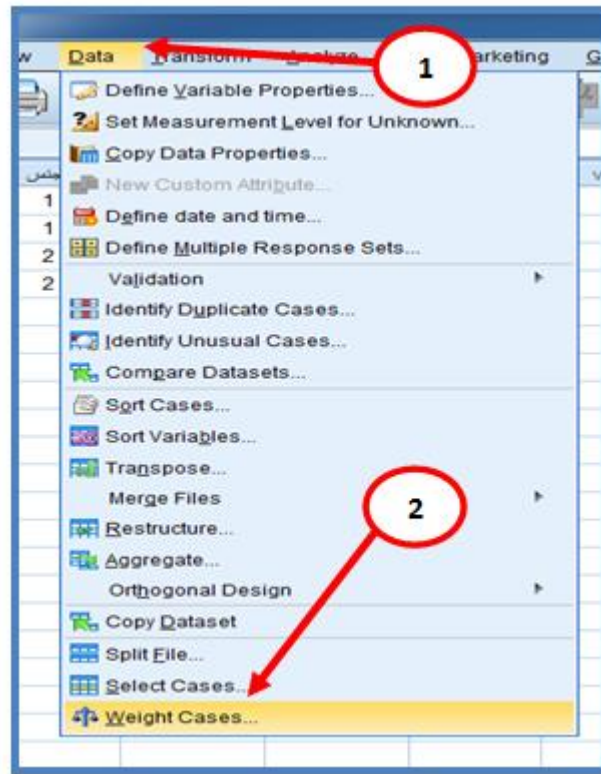 w Data Transform Analyze arketing G
1
Define Variable Properties...
Set Measurement Level for Unknown...
Copy Data Properties...
جنس
New Custom Attribute...
1
Define date and time...
1
Define Multiple Response Sets...
2
Validation
2
Identify Duplicate Cases...
Identify Unusual Cases...
Compare Datasets...
Sort Cases...
Sort Variables...
Transpose...
Merge Files
2
Restructure...
Aggregate...
Orthogonal Design
Copy Dataset
Split File...
Select Cases...
Weight Cases...